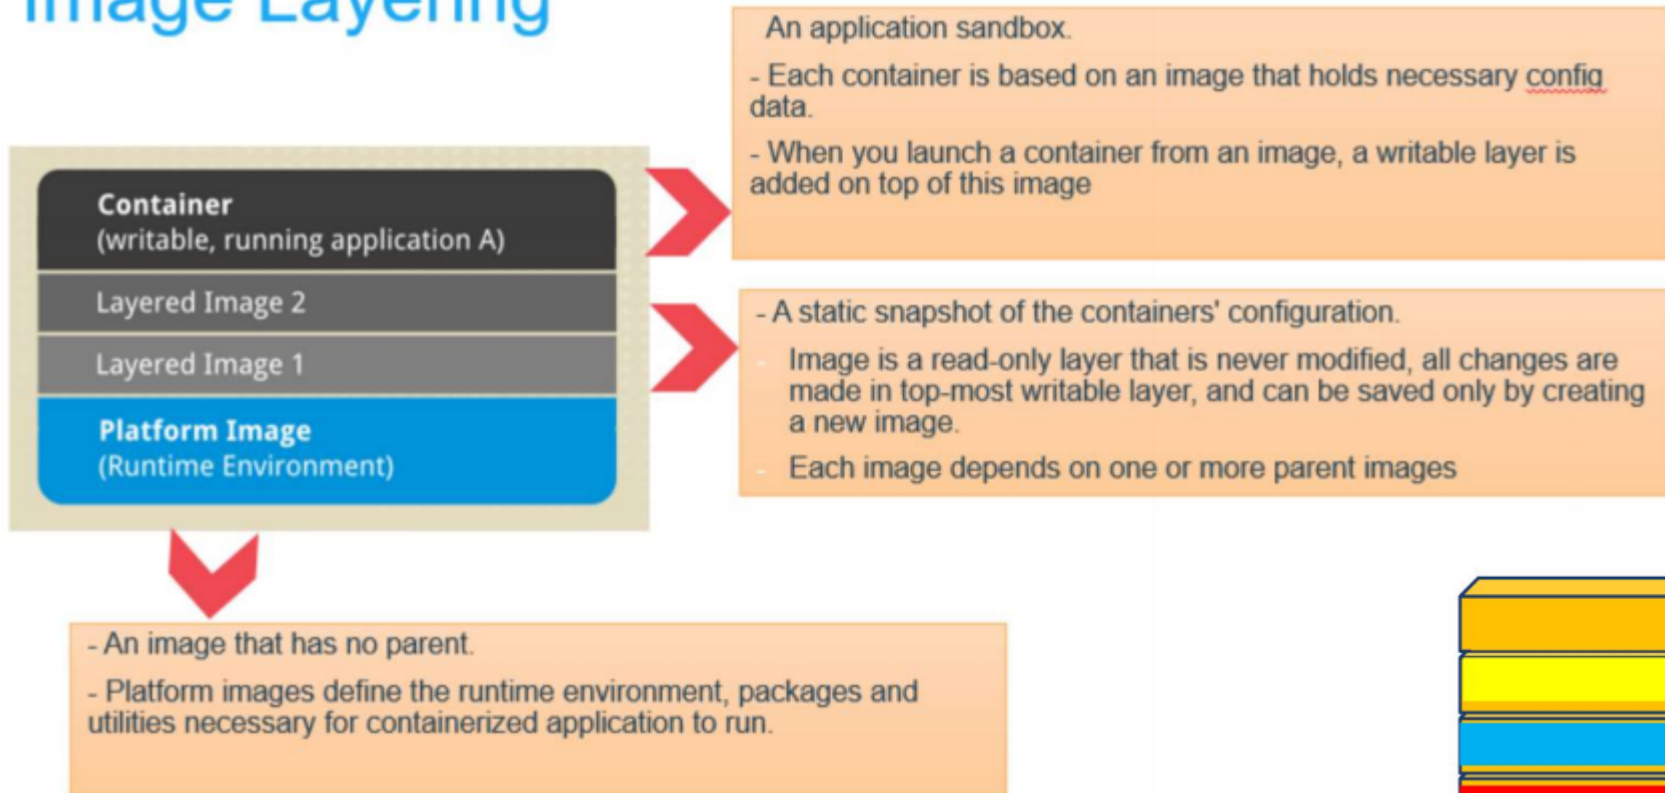 Image Layering
An application sandbox.
- Each container is based on an image that holds necessary config
data.
- When you launch a container from an image, a writable layer is
added on top of this image
Container
(writable, running application A)
Layered Image 2
Layered Image 1
Platform Image
(Runtime Environment)
- A static snapshot of the containers' configuration.
- Image is a read-only layer that is never modified, all changes are
made in top-most writable layer, and can be saved only by creating
a new image.
- Each image depends on one or more parent images
- An image that has no parent.
- Platform images define the runtime environment, packages and
utilities necessary for containerized application to run.